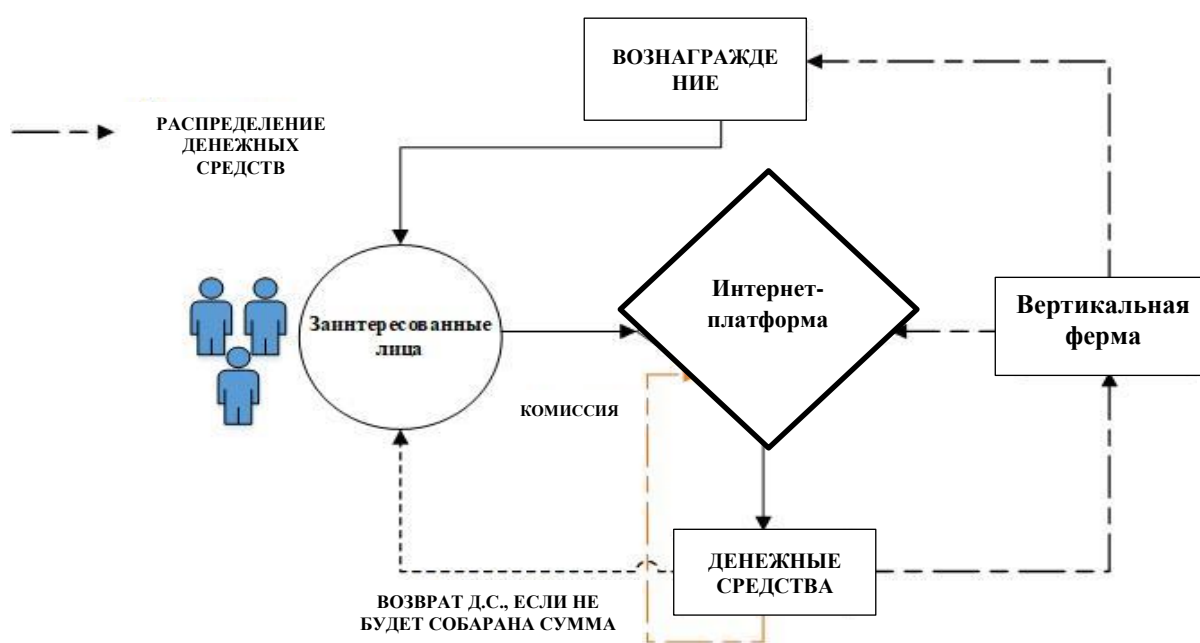 ВОЗНАГРАЖДЕ
НИЕ
РАСПРЕДЕЛЕНИЕ
ДЕНЕЖНЫХ
СРЕДСТВ
Заинтересованные
лица
Интернет-
платформа
Вертикальная
ферма
КОМИССИЯ
ДЕНЕЖНЫЕ
СРЕДСТВА
ВОЗВРАТ Д.С., ЕСЛИ НЕ
БУДЕТ СОБАРАНА СУММА